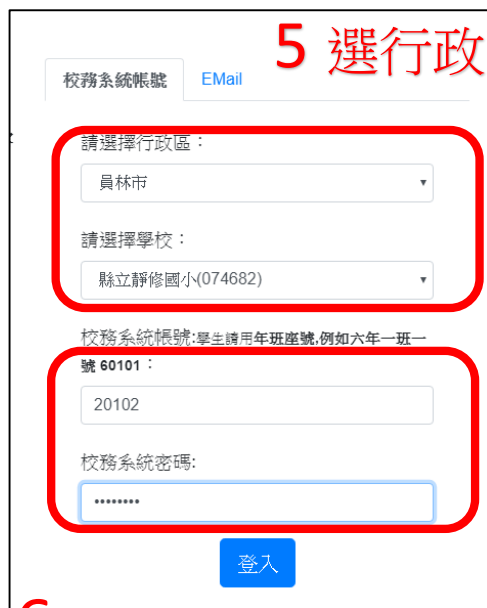 5 選行政
校務系統帳號 EMail
請選擇行政區：
員林市
請選擇學校：
縣立靜修國小(074682)
校務系統帳號:學生請用年班座號,例如六年一班一
號 60101：
20102
校務系統密碼:
••••••••
登入